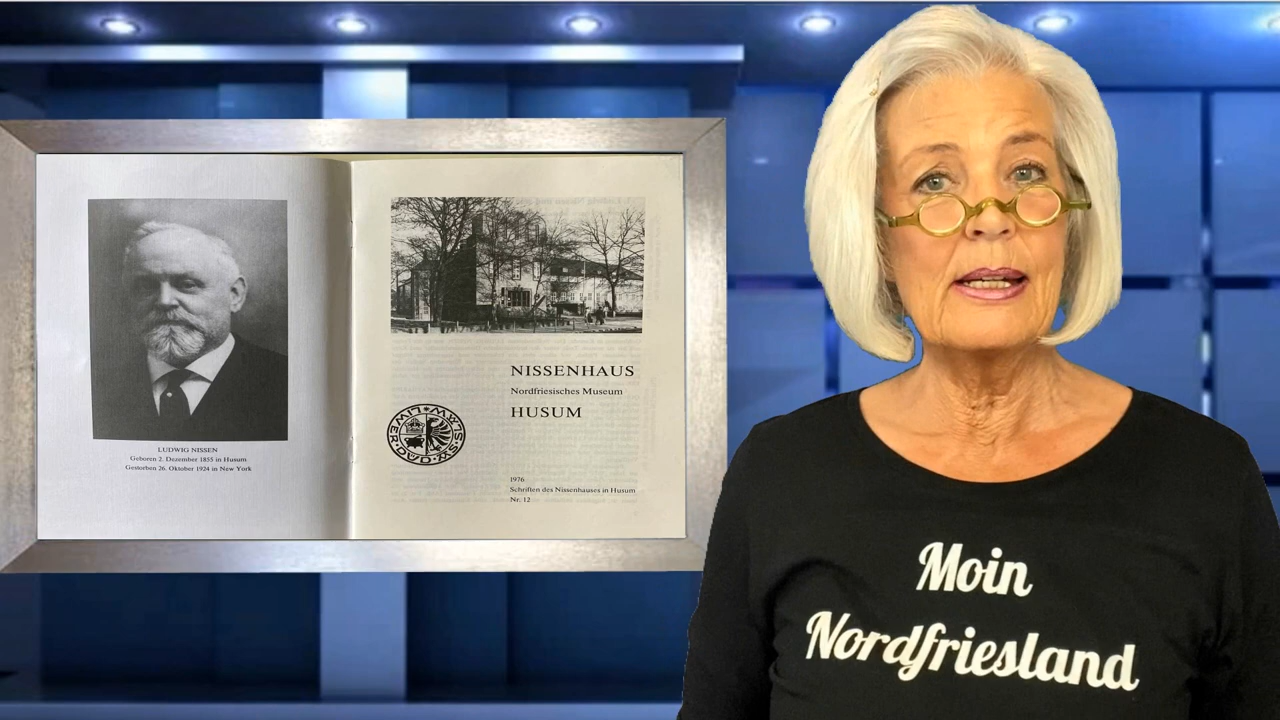 LUDWIG NISSEN
Geboren 2. Dezember 1855 in Husum
Gestorben 26. Oktober 1924 in New York
NISSENHAUS
Nordfriesisches Museum
HUSUM
1976
Schriften des Nissenhauses in Husum
Nr. 12
Moin
Nordfriesland